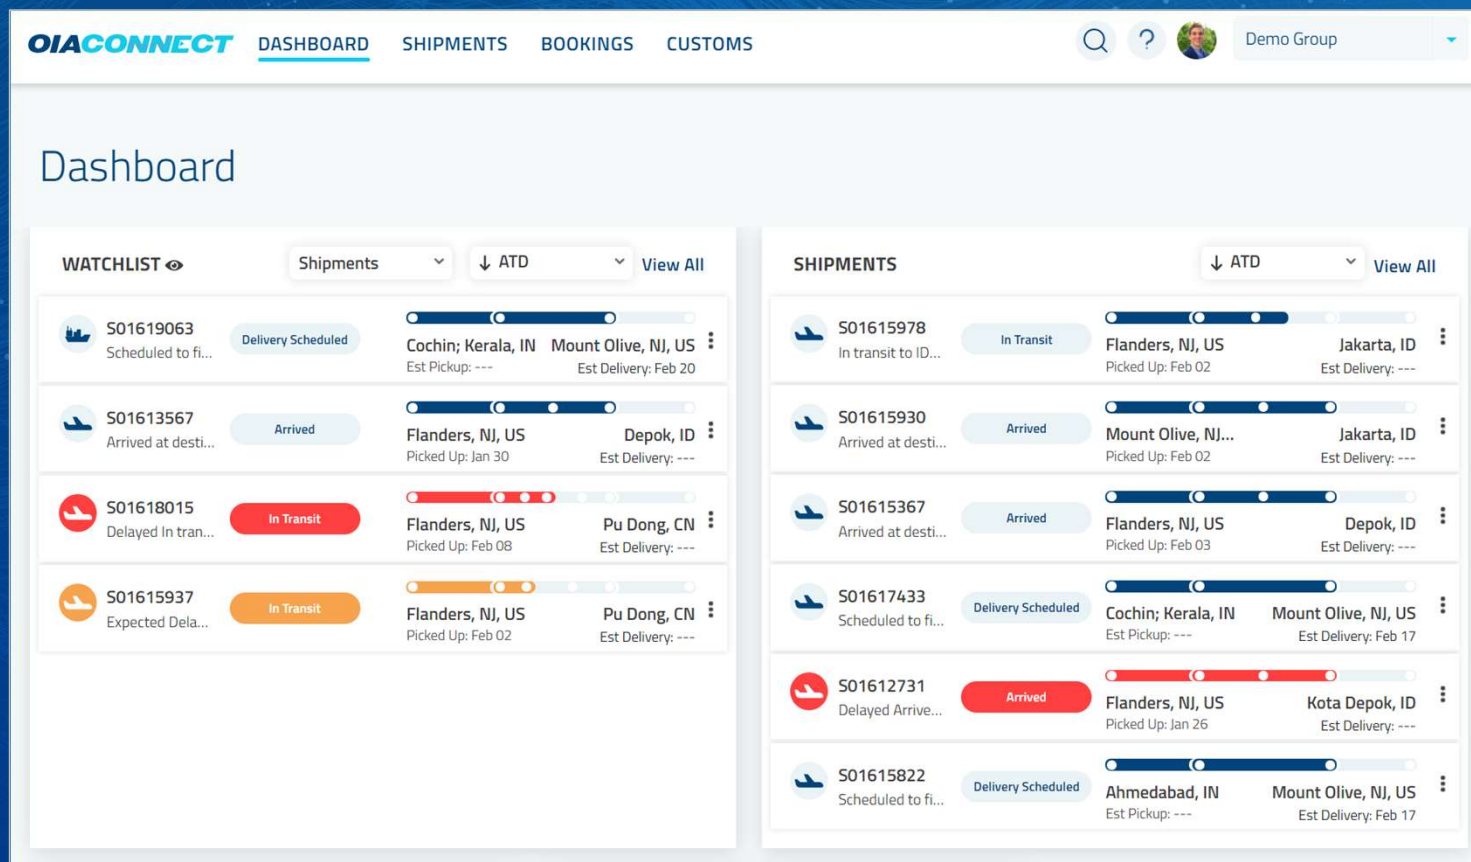 OIACONNECT DASHBOARD SHIPMENTS BOOKINGS CUSTOMS ? Demo Group
Dashboard
WATCHLIST Shipments ↓ ATD View All
S01619063
Scheduled to fi...
Delivery Scheduled
Cochin; Kerala, IN Mount Olive, NJ, US
Est Pickup: --- Est Delivery: Feb 20
S01613567
Arrived at desti...
Arrived
Flanders, NJ, US Depok, ID
Picked Up: Jan 30 Est Delivery: ---
S01618015
Delayed In tran...
In Transit
Flanders, NJ, US Pu Dong, CN
Picked Up: Feb 08 Est Delivery: ---
S01615937
Expected Dela...
In Transit
Flanders, NJ, US Pu Dong, CN
Picked Up: Feb 02 Est Delivery: ---
SHIPMENTS ↓ ATD View All
S01615978
In transit to ID...
In Transit
Flanders, NJ, US Jakarta, ID
Picked Up: Feb 02 Est Delivery: ---
S01615930
Arrived at desti...
Arrived
Mount Olive, NJ... Jakarta, ID
Picked Up: Feb 02 Est Delivery: ---
S01615367
Arrived at desti...
Arrived
Flanders, NJ, US Depok, ID
Picked Up: Feb 03 Est Delivery: ---
S01617433
Scheduled to fi...
Delivery Scheduled
Cochin; Kerala, IN Mount Olive, NJ, US
Est Pickup: --- Est Delivery: Feb 17
S01612731
Delayed Arrive...
Arrived
Flanders, NJ, US Kota Depok, ID
Picked Up: Jan 26 Est Delivery: ---
S01615822
Scheduled to fi...
Delivery Scheduled
Ahmedabad, IN Mount Olive, NJ, US
Est Pickup: --- Est Delivery: Feb 17